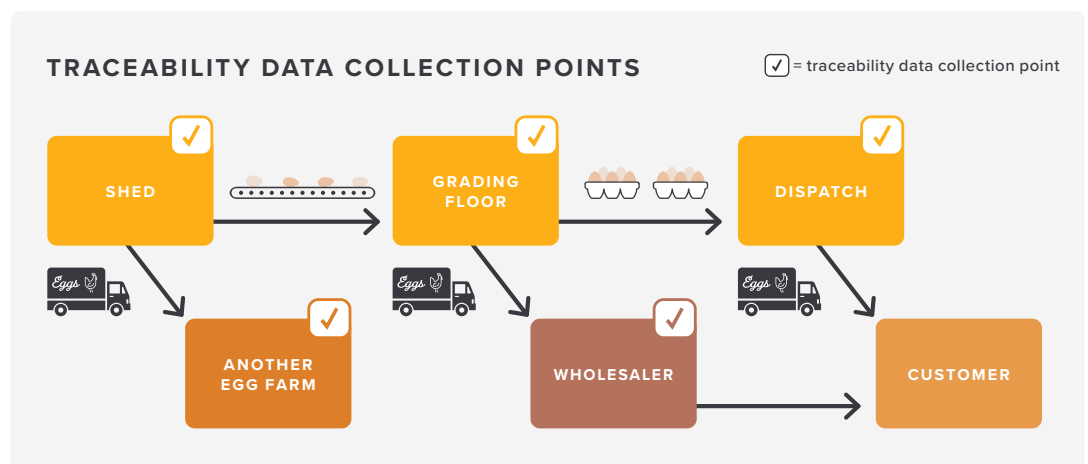 TRACEABILITY DATA COLLECTION POINTS
= traceability data collection point
SHED
GRADING
FLOOR
DISPATCH
Eggs
Eggs
Eggs
ANOTHER
EGG FARM
WHOLESALER
CUSTOMER